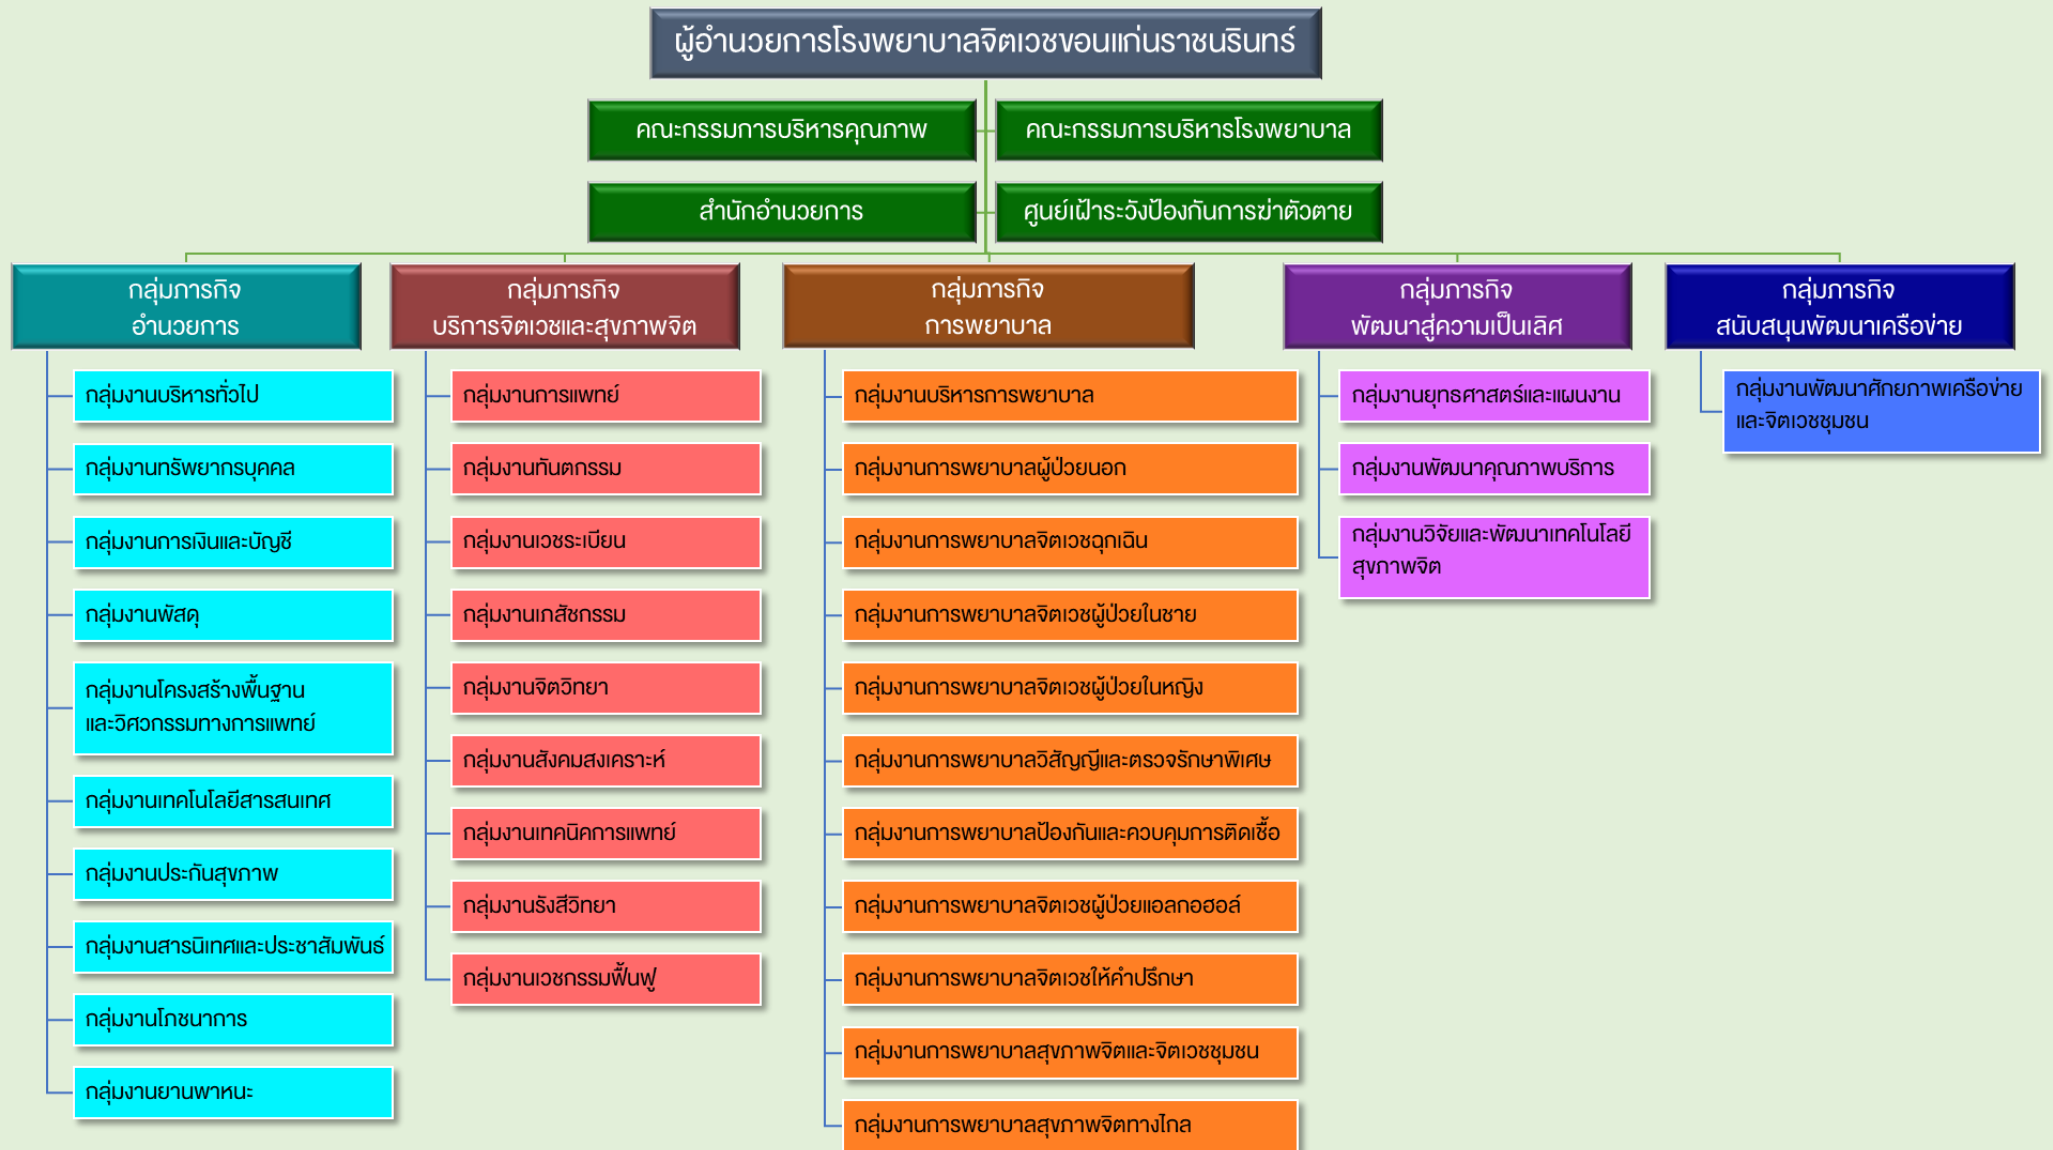 ผู้อำนวยการโรงพยาบาลจิตเวชขอนแก่นราชนรินทร์
คณะกรรมการบริหารคุณภาพ
คณะกรรมการบริหารโรงพยาบาล
สำนักอำนวยการ
ศูนย์เฝ้าระวังป้องกันการฆ่าตัวตาย
กลุ่มภารกิจ
อำนวยการ
กลุ่มงานบริหารทั่วไป
กลุ่มงานทรัพยากรบุคคล
กลุ่มงานการเงินและบัญชี
กลุ่มงานพัสดุ
กลุ่มงานโครงสร้างพื้นฐาน
และวิศวกรรมทางการแพทย์
กลุ่มงานเทคโนโลยีสารสนเทศ
กลุ่มงานประกันสุขภาพ
กลุ่มงานสารนิเทศและประชาสัมพันธ์
กลุ่มงานโภชนาการ
กลุ่มงานยานพาหนะ
กลุ่มภารกิจ
บริการจิตเวชและสุขภาพจิต
กลุ่มงานการแพทย์
กลุ่มงานทันตกรรม
กลุ่มงานเวชระเบียน
กลุ่มงานเภสัชกรรม
กลุ่มงานจิตวิทยา
กลุ่มงานสังคมสงเคราะห์
กลุ่มงานเทคนิคการแพทย์
กลุ่มงานรังสีวิทยา
กลุ่มงานเวชกรรมฟื้นฟู
กลุ่มภารกิจ
การพยาบาล
กลุ่มงานบริหารการพยาบาล
กลุ่มงานการพยาบาลผู้ป่วยนอก
กลุ่มงานการพยาบาลจิตเวชฉุกเฉิน
กลุ่มงานการพยาบาลจิตเวชผู้ป่วยในชาย
กลุ่มงานการพยาบาลจิตเวชผู้ป่วยในหญิง
กลุ่มงานการพยาบาลวิสัญญีและตรวจรักษาพิเศษ
กลุ่มงานการพยาบาลป้องกันและควบคุมการติดเชื้อ
กลุ่มงานการพยาบาลจิตเวชผู้ป่วยแอลกอฮอล์
กลุ่มงานการพยาบาลจิตเวชให้คำปรึกษา
กลุ่มงานการพยาบาลสุขภาพจิตและจิตเวชชุมชน
กลุ่มงานการพยาบาลสุขภาพจิตทางไกล
กลุ่มภารกิจ
พัฒนาสู่ความเป็นเลิศ
กลุ่มงานยุทธศาสตร์และแผนงาน
กลุ่มงานพัฒนาคุณภาพบริการ
กลุ่มงานวิจัยและพัฒนาเทคโนโลยี
สุขภาพจิต
กลุ่มภารกิจ
สนับสนุนพัฒนาเครือข่าย
กลุ่มงานพัฒนาศักยภาพเครือข่าย
และจิตเวชชุมชน